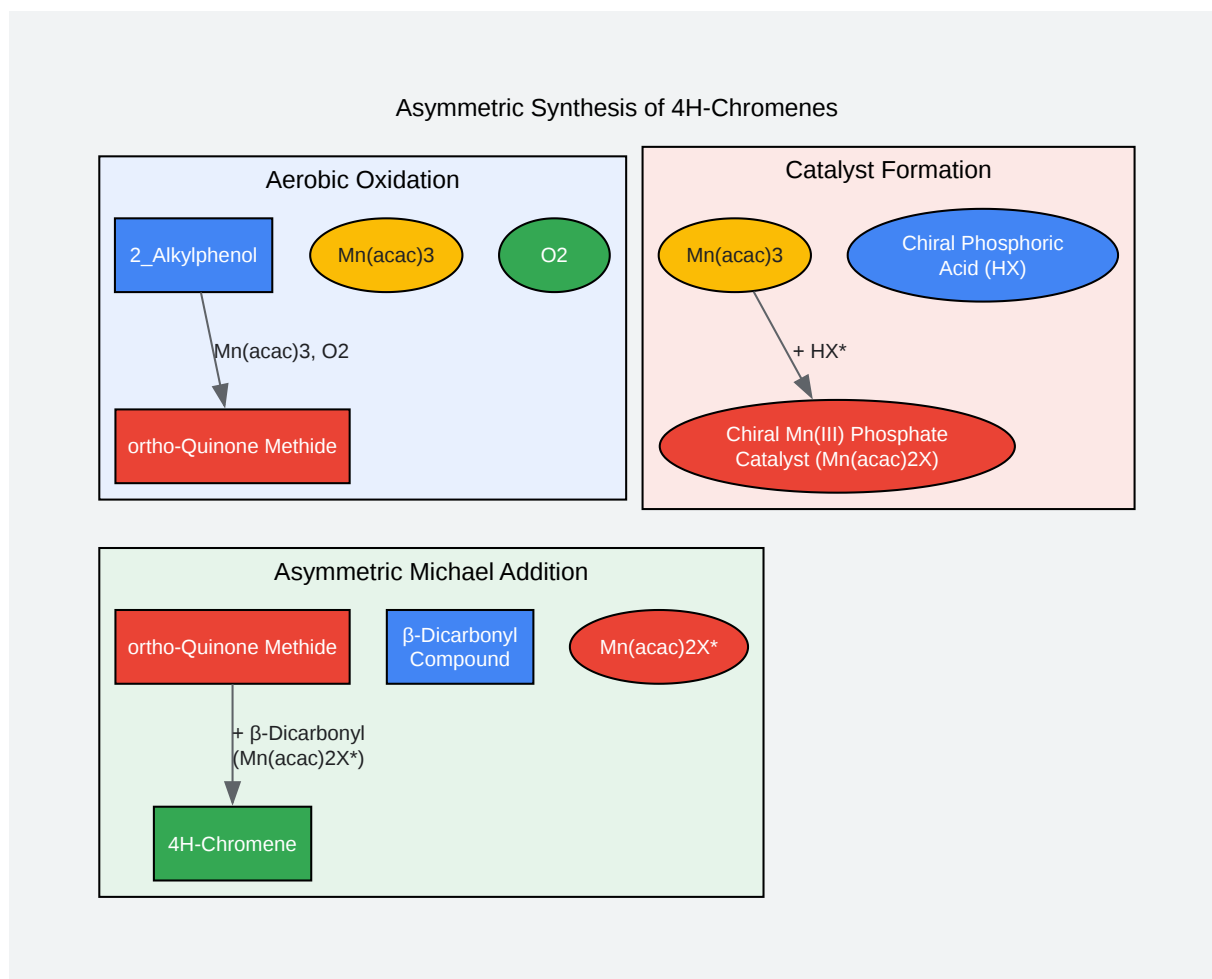 Asymmetric Synthesis of 4H-Chromenes
Aerobic Oxidation
2_Alkylphenol
Mn(acac)3
O2
Mn(acac)3, O2
ortho-Quinone Methide
Catalyst Formation
Mn(acac)3
Chiral Phosphoric
Acid (HX)
+ HX*
Chiral Mn(III) Phosphate
Catalyst (Mn(acac)2X)
Asymmetric Michael Addition
ortho-Quinone Methide
β-Dicarbonyl
Compound
Mn(acac)2X*
+ β-Dicarbonyl
(Mn(acac)2X*)
4H-Chromene